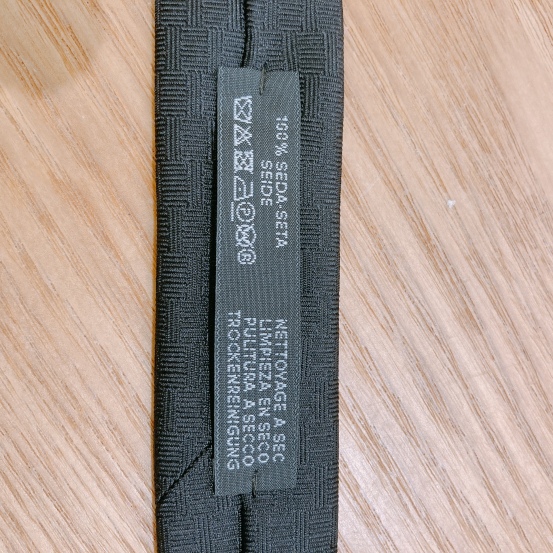 100% SEDA-SETA
SEIDE
NETTOYAGE A SEC
LIMPIEZA EN SECO
PULITURA A SECCO
TROCKENREINIGUNG